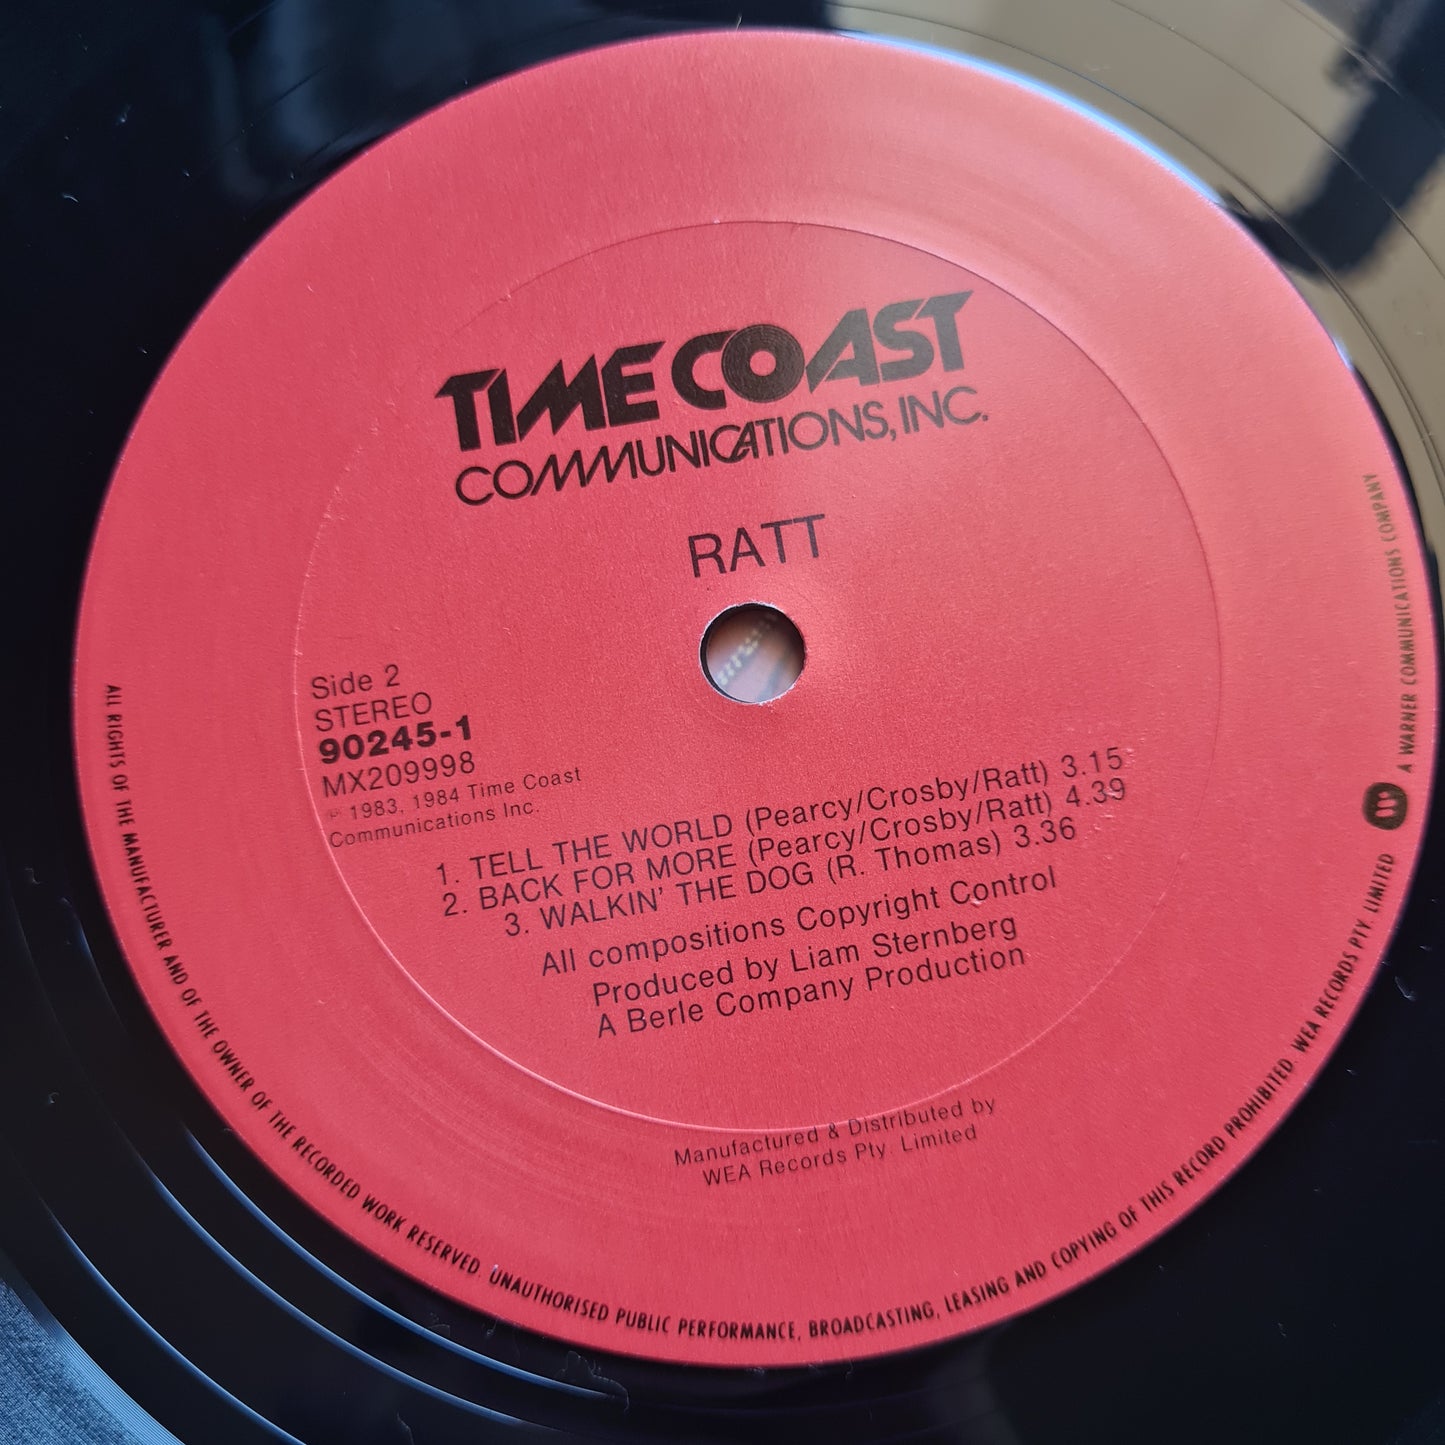 TIME COAST
COMMUNICATIONS, INC.
RATT
Side 2
STEREO
90245-1
MX209998
℗ 1983, 1984 Time Coast
Communications Inc.
1. TELL THE WORLD (Pearcy/Crosby/Ratt) 3.15
2. BACK FOR MORE (Pearcy/Crosby/Ratt) 4.39
3. WALKIN' THE DOG (R. Thomas) 3.36
All compositions Copyright Control
Produced by Liam Sternberg
A Berle Company Production
Manufactured & Distributed by
WEA Records Pty. Limited
ALL RIGHTS OF THE MANUFACTURER AND OF THE OWNER OF THE RECORDED WORK RESERVED. UNAUTHORISED PUBLIC PERFORMANCE, BROADCASTING, LEASING AND COPYING OF THIS RECORD PROHIBITED. WEA RECORDS PTY. LIMITED A WARNER COMMUNICATIONS COMPANY